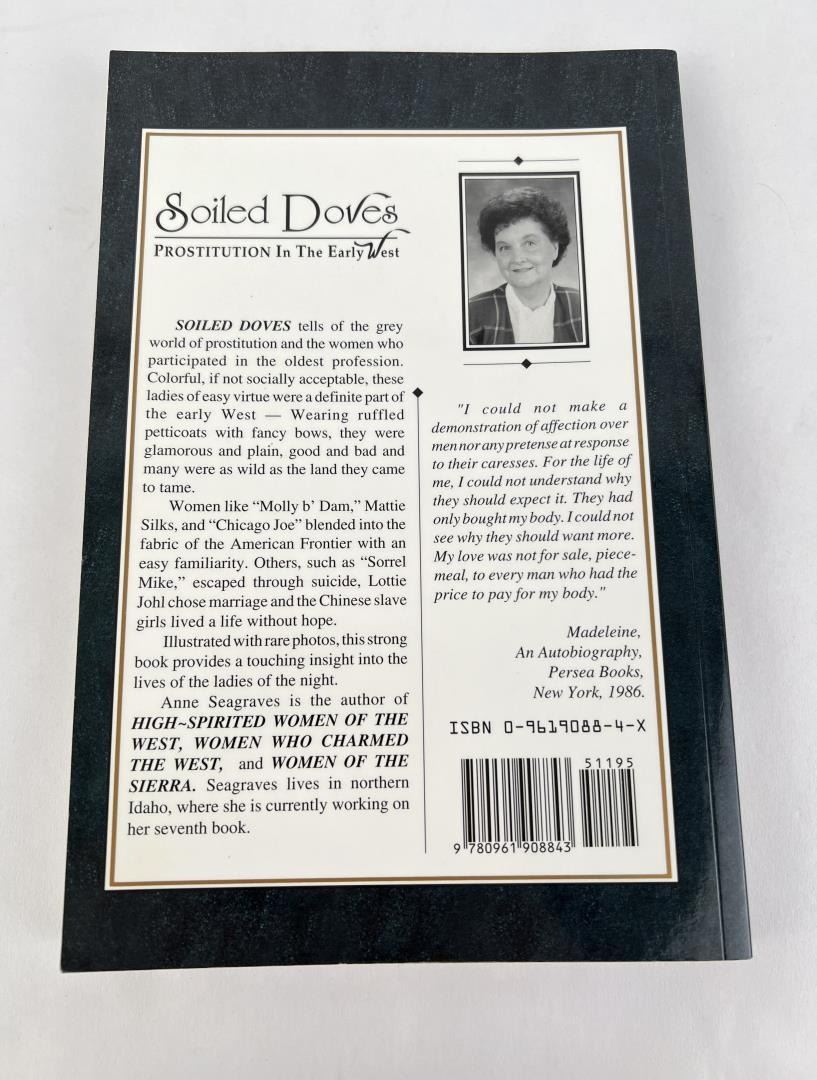 Soiled Doves
PROSTITUTION In The Early West
SOILED DOVES tells of the grey
world of prostitution and the women who
participated in the oldest profession.
Colorful, if not socially acceptable, these
ladies of easy virtue were a definite part of
the early West — Wearing ruffled
petticoats with fancy bows, they were
glamorous and plain, good and bad and
many were as wild as the land they came
to tame.
Women like “Molly b’ Dam,” Mattie
Silks, and “Chicago Joe” blended into the
fabric of the American Frontier with an
easy familiarity. Others, such as “Sorrel
Mike,” escaped through suicide, Lottie
Johl chose marriage and the Chinese slave
girls lived a life without hope.
Illustrated with rare photos, this strong
book provides a touching insight into the
lives of the ladies of the night.
Anne Seagraves is the author of
HIGH~SPIRITED WOMEN OF THE
WEST, WOMEN WHO CHARMED
THE WEST, and WOMEN OF THE
SIERRA. Seagraves lives in northern
Idaho, where she is currently working on
her seventh book.
"I could not make a
demonstration of affection over
men nor any pretense at response
to their caresses. For the life of
me, I could not understand why
they should expect it. They had
only bought my body. I could not
see why they should want more.
My love was not for sale, piece-
meal, to every man who had the
price to pay for my body."
Madeleine,
An Autobiography,
Persea Books,
New York, 1986.
ISBN 0-9619088-4-X
51195
9 780961 908843